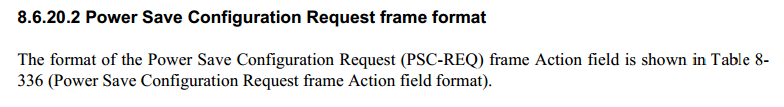 8.6.20.2 Power Save Configuration Request frame format
The format of the Power Save Configuration Request (PSC-REQ) frame Action field is shown in Table 8-
336 (Power Save Configuration Request frame Action field format).